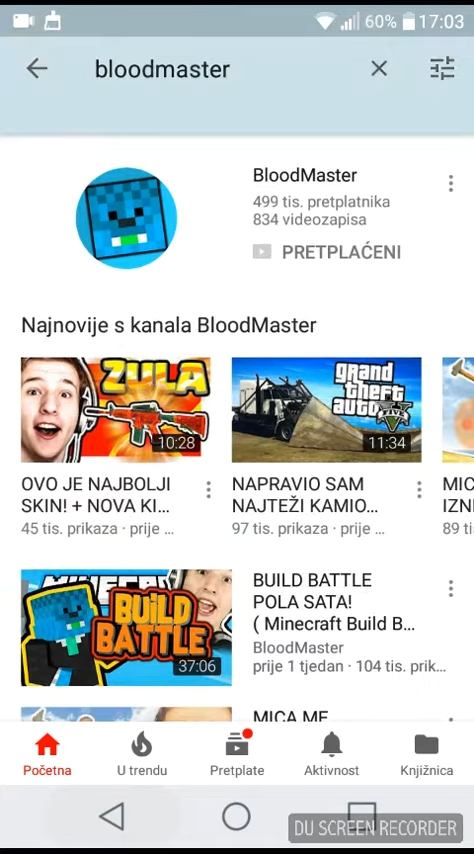 60% 17:03
bloodmaster
BloodMaster
499 tis. pretplatnika
834 videozapisa
PRETPLAĆENI
Najnovije s kanala BloodMaster
ZULA
10:28
grand
theft
auto V
11:34
OVO JE NAJBOLJI
SKIN! + NOVA KI...
45 tis. prikaza · prije ...
NAPRAVIO SAM
NAJTEŽI KAMIO...
97 tis. prikaza · prije ...
MIC
IZN
89 ti
BUILD
BATTLE
37:06
BUILD BATTLE
POLA SATA!
( Minecraft Build B...
BloodMaster
prije 1 tjedan · 104 tis. prik...
MICA ME
Početna
U trendu
Pretplate
Aktivnost
Knjižnica
DU SCREEN RECORDER